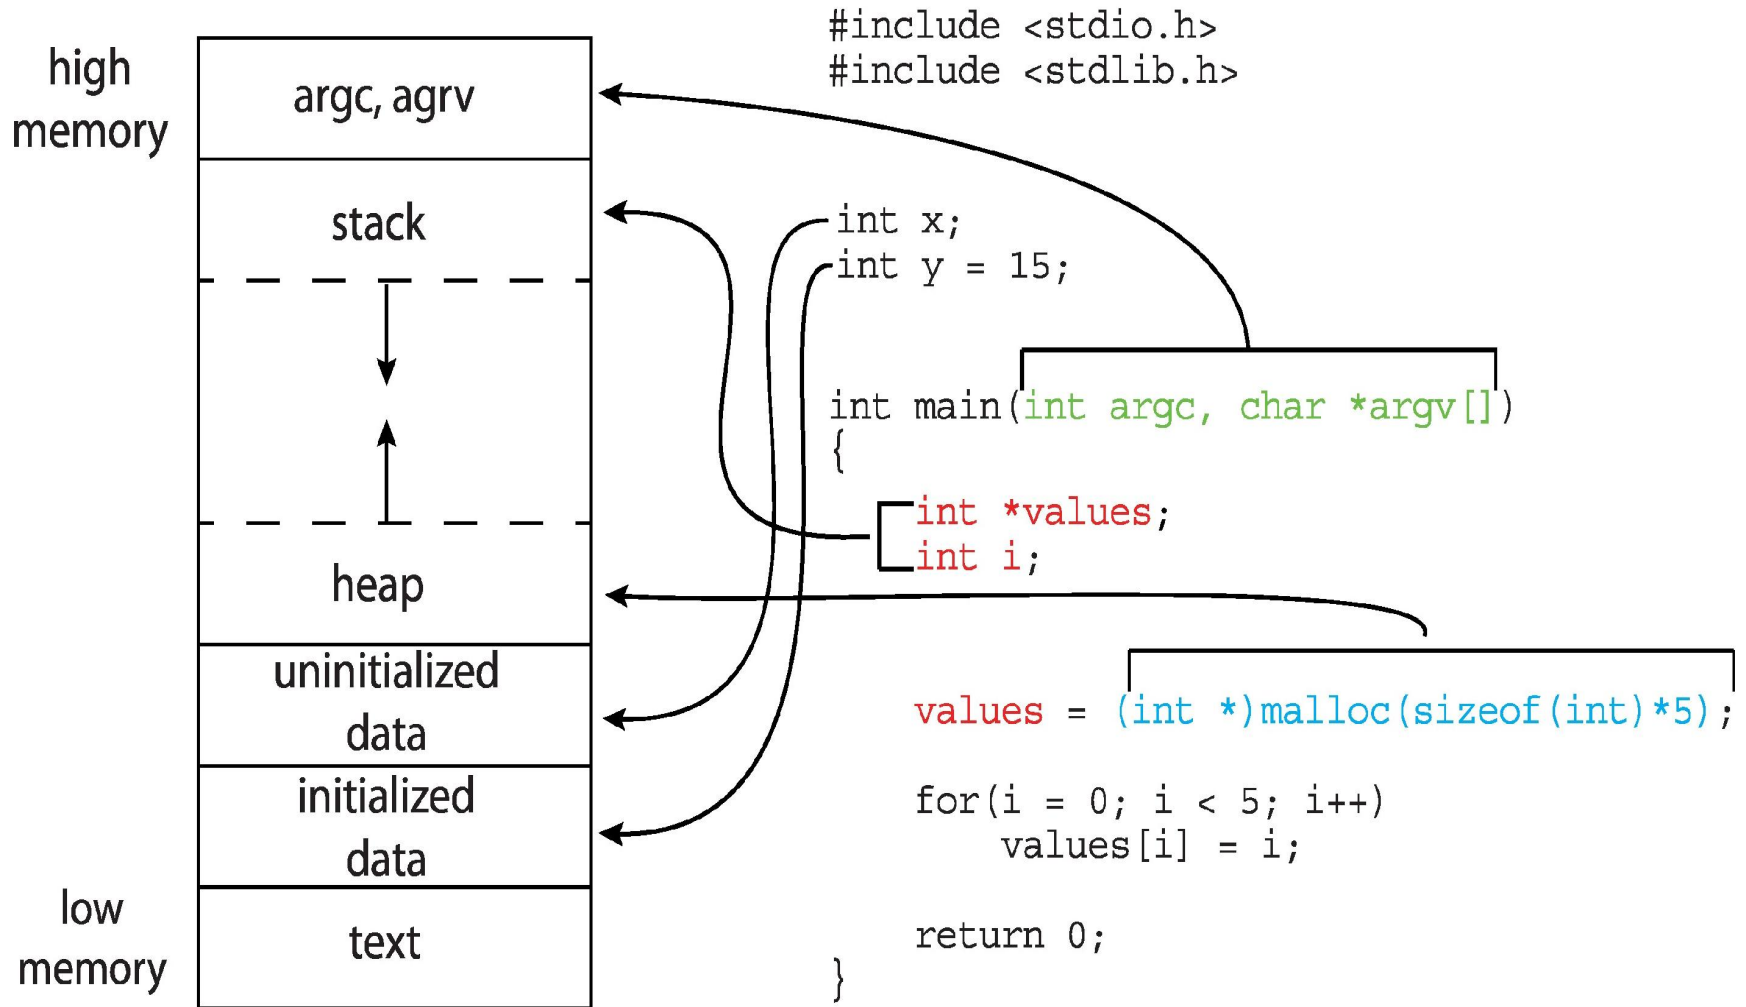 high
memory
argc, agrv
stack
heap
uninitialized
data
initialized
data
low
memory
text
#include <stdio.h>
#include <stdlib.h>
int x;
int y = 15;
int main(int argc, char *argv[])
{
int *values;
int i;
values = (int *)malloc(sizeof(int)*5);
for(i = 0; i < 5; i++)
values[i] = i;
return 0;
}